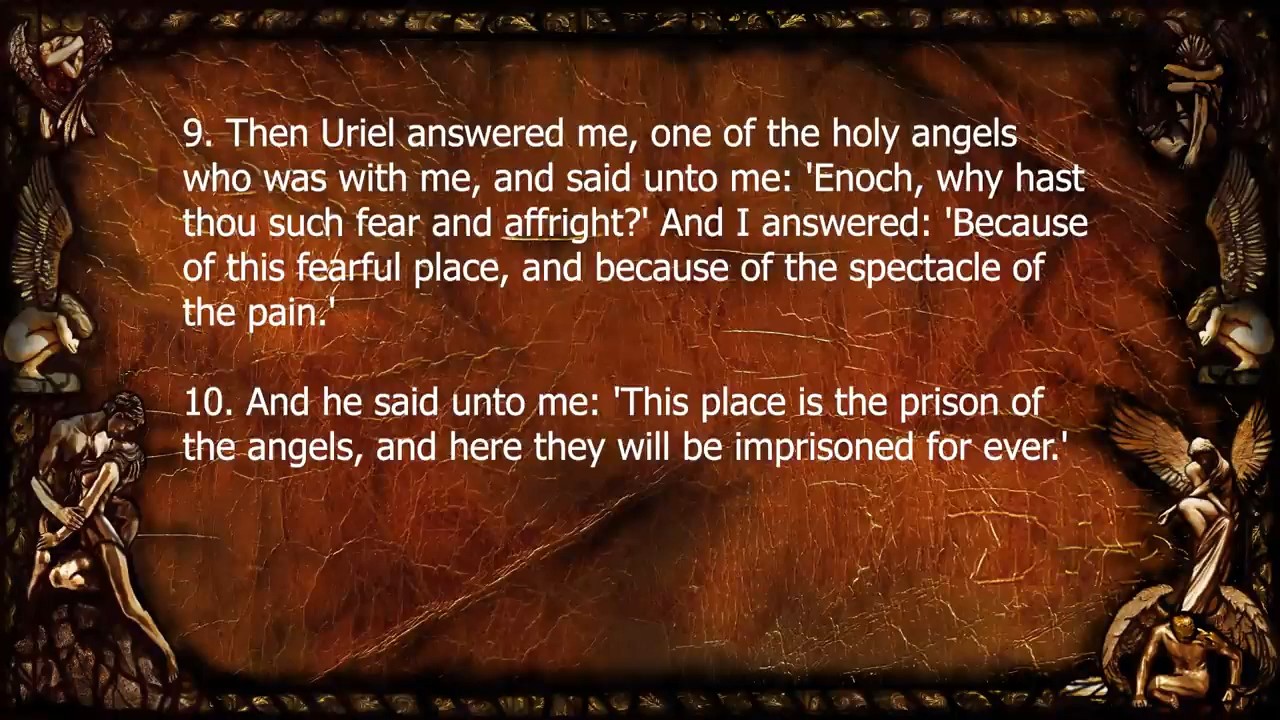 9. Then Uriel answered me, one of the holy angels
who was with me, and said unto me: 'Enoch, why hast
thou such fear and affright?' And I answered: 'Because
of this fearful place, and because of the spectacle of
the pain.'
10. And he said unto me: 'This place is the prison of
the angels, and here they will be imprisoned for ever.'